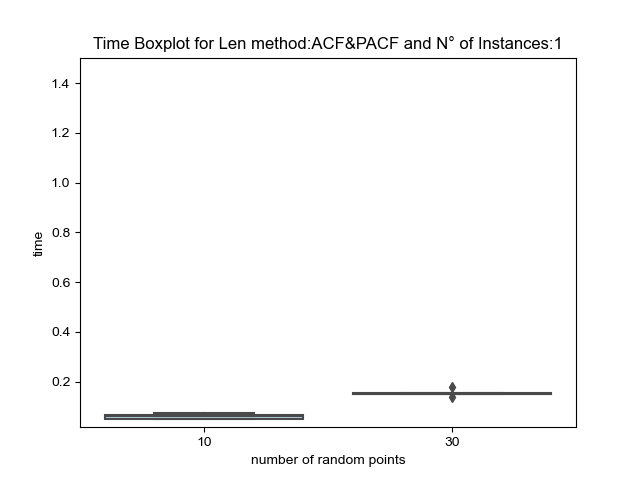 Time Boxplot for Len method:ACF&PACF and N° of Instances:1
1.4
1.2
1.0
0.8
0.6
0.4
0.2
time
10 30
number of random points